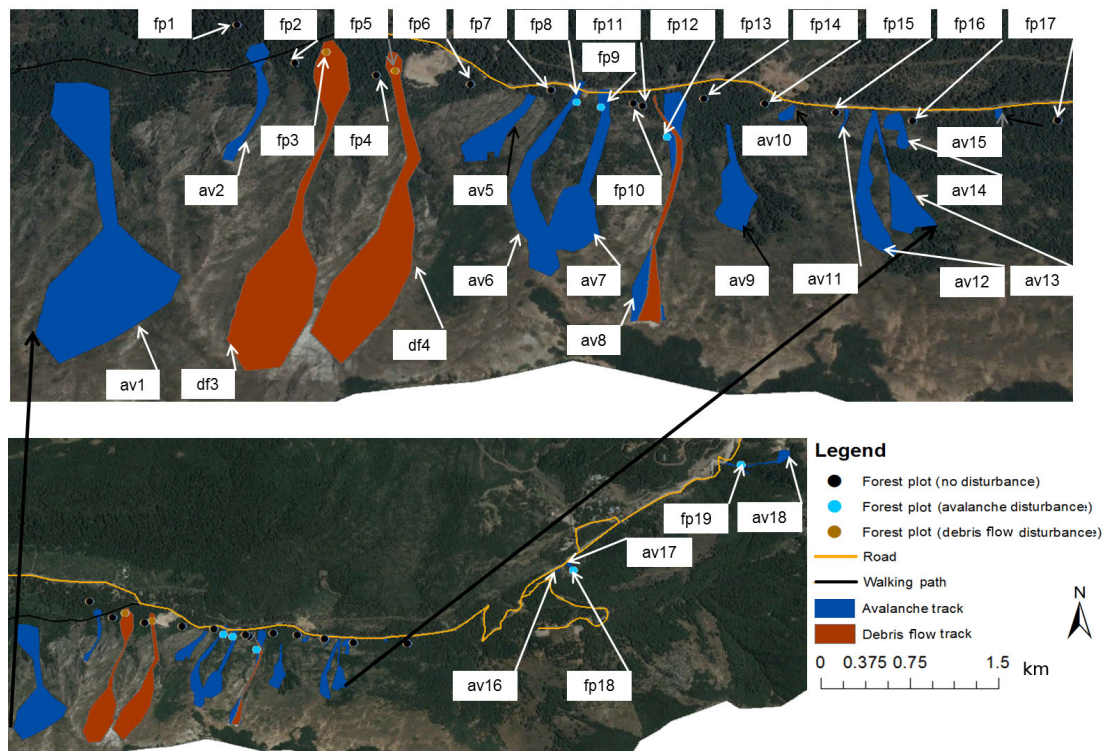 fp1
fp2
fp5
fp6
fp7
fp8
fp11
fp12
fp13
fp14
fp15
fp16
fp17
fp9
fp3
fp4
av2
av5
fp10
av10
av15
av14
av6
av7
av9
av11
av12
av13
av8
av1
df3
df4
fp19
av18
av17
av16
fp18
Legend
Forest plot (no disturbance)
Forest plot (avalanche disturbance)
Forest plot (debris flow disturbance)
Road
Walking path
Avalanche track
Debris flow track
N
0 0.375 0.75 1.5
km